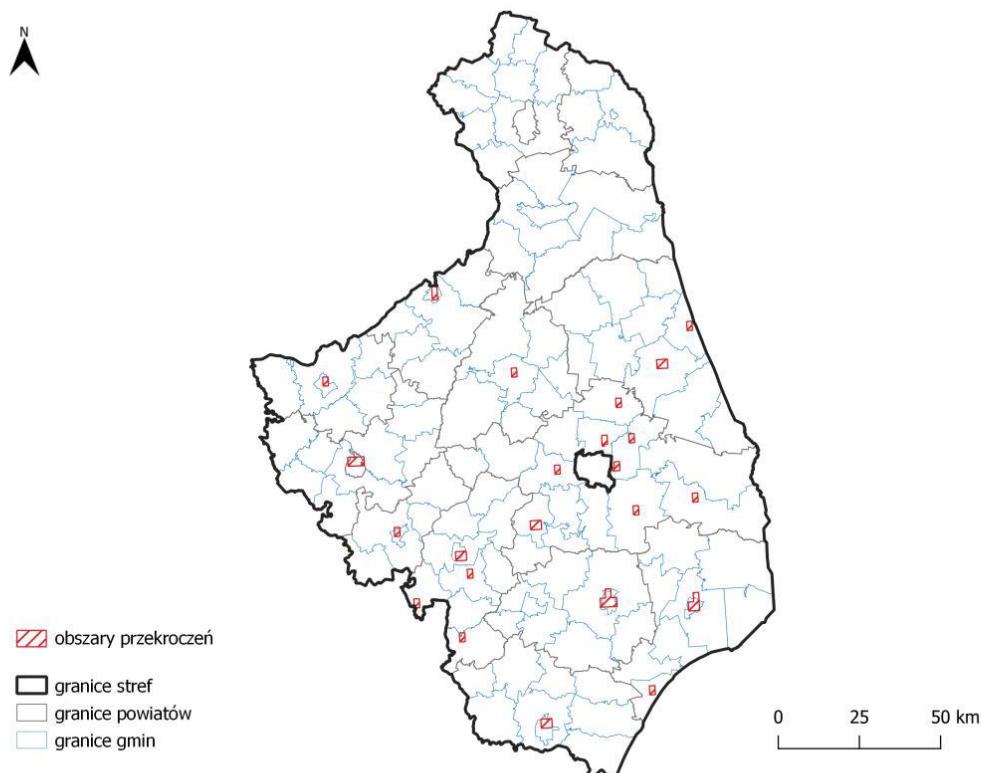 N
obszary przekroczeń
granice stref
granice powiatów
granice gmin
0 25 50 km